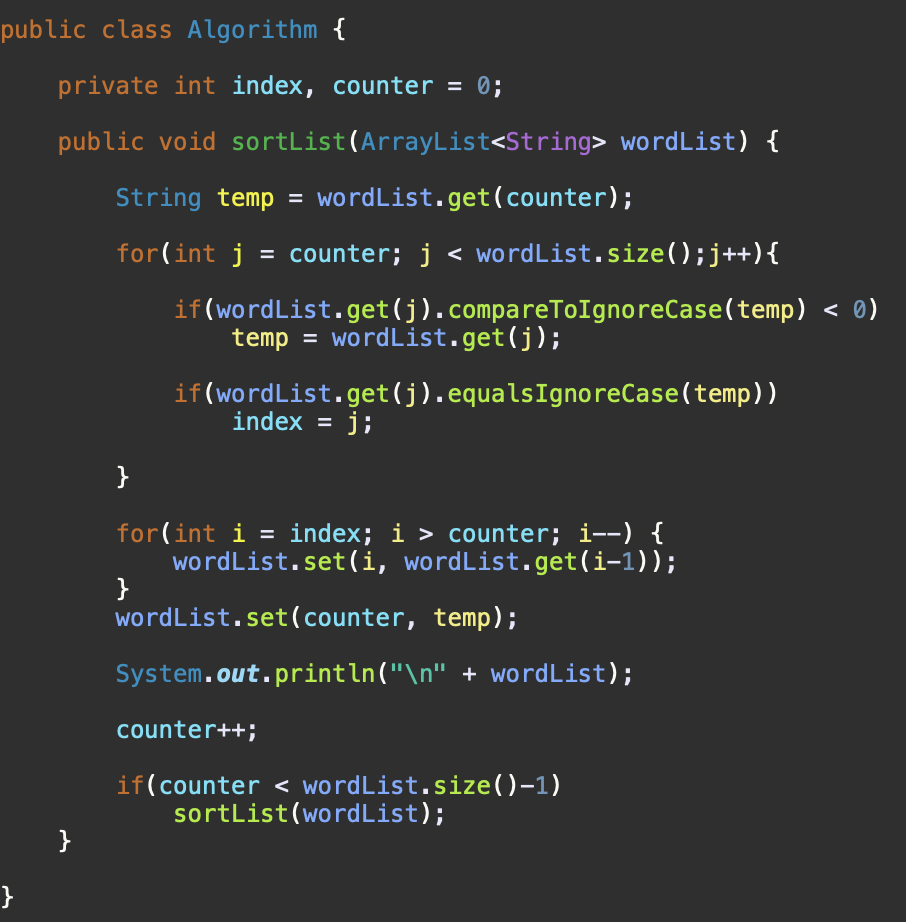 public class Algorithm {
private int index, counter = 0;
public void sortList(ArrayList<String> wordList) {
String temp = wordList.get(counter);
for(int j = counter; j < wordList.size();j++){
if(wordList.get(j).compareToIgnoreCase(temp) < 0)
temp = wordList.get(j);
if(wordList.get(j).equalsIgnoreCase(temp))
index = j;
}
for(int i = index; i > counter; i--) {
wordList.set(i, wordList.get(i-1));
}
wordList.set(counter, temp);
System.out.println("\n" + wordList);
counter++;
if(counter < wordList.size()-1)
sortList(wordList);
}
}